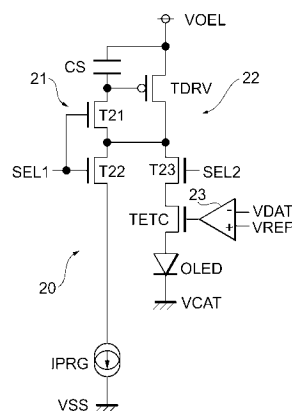 VOEL
CS
21
TDRV
22
T21
SEL1
T22
T23
SEL2
23
TETC
VDAT
VREF
- +
OLED
20
VCAT
IPRG
VSS